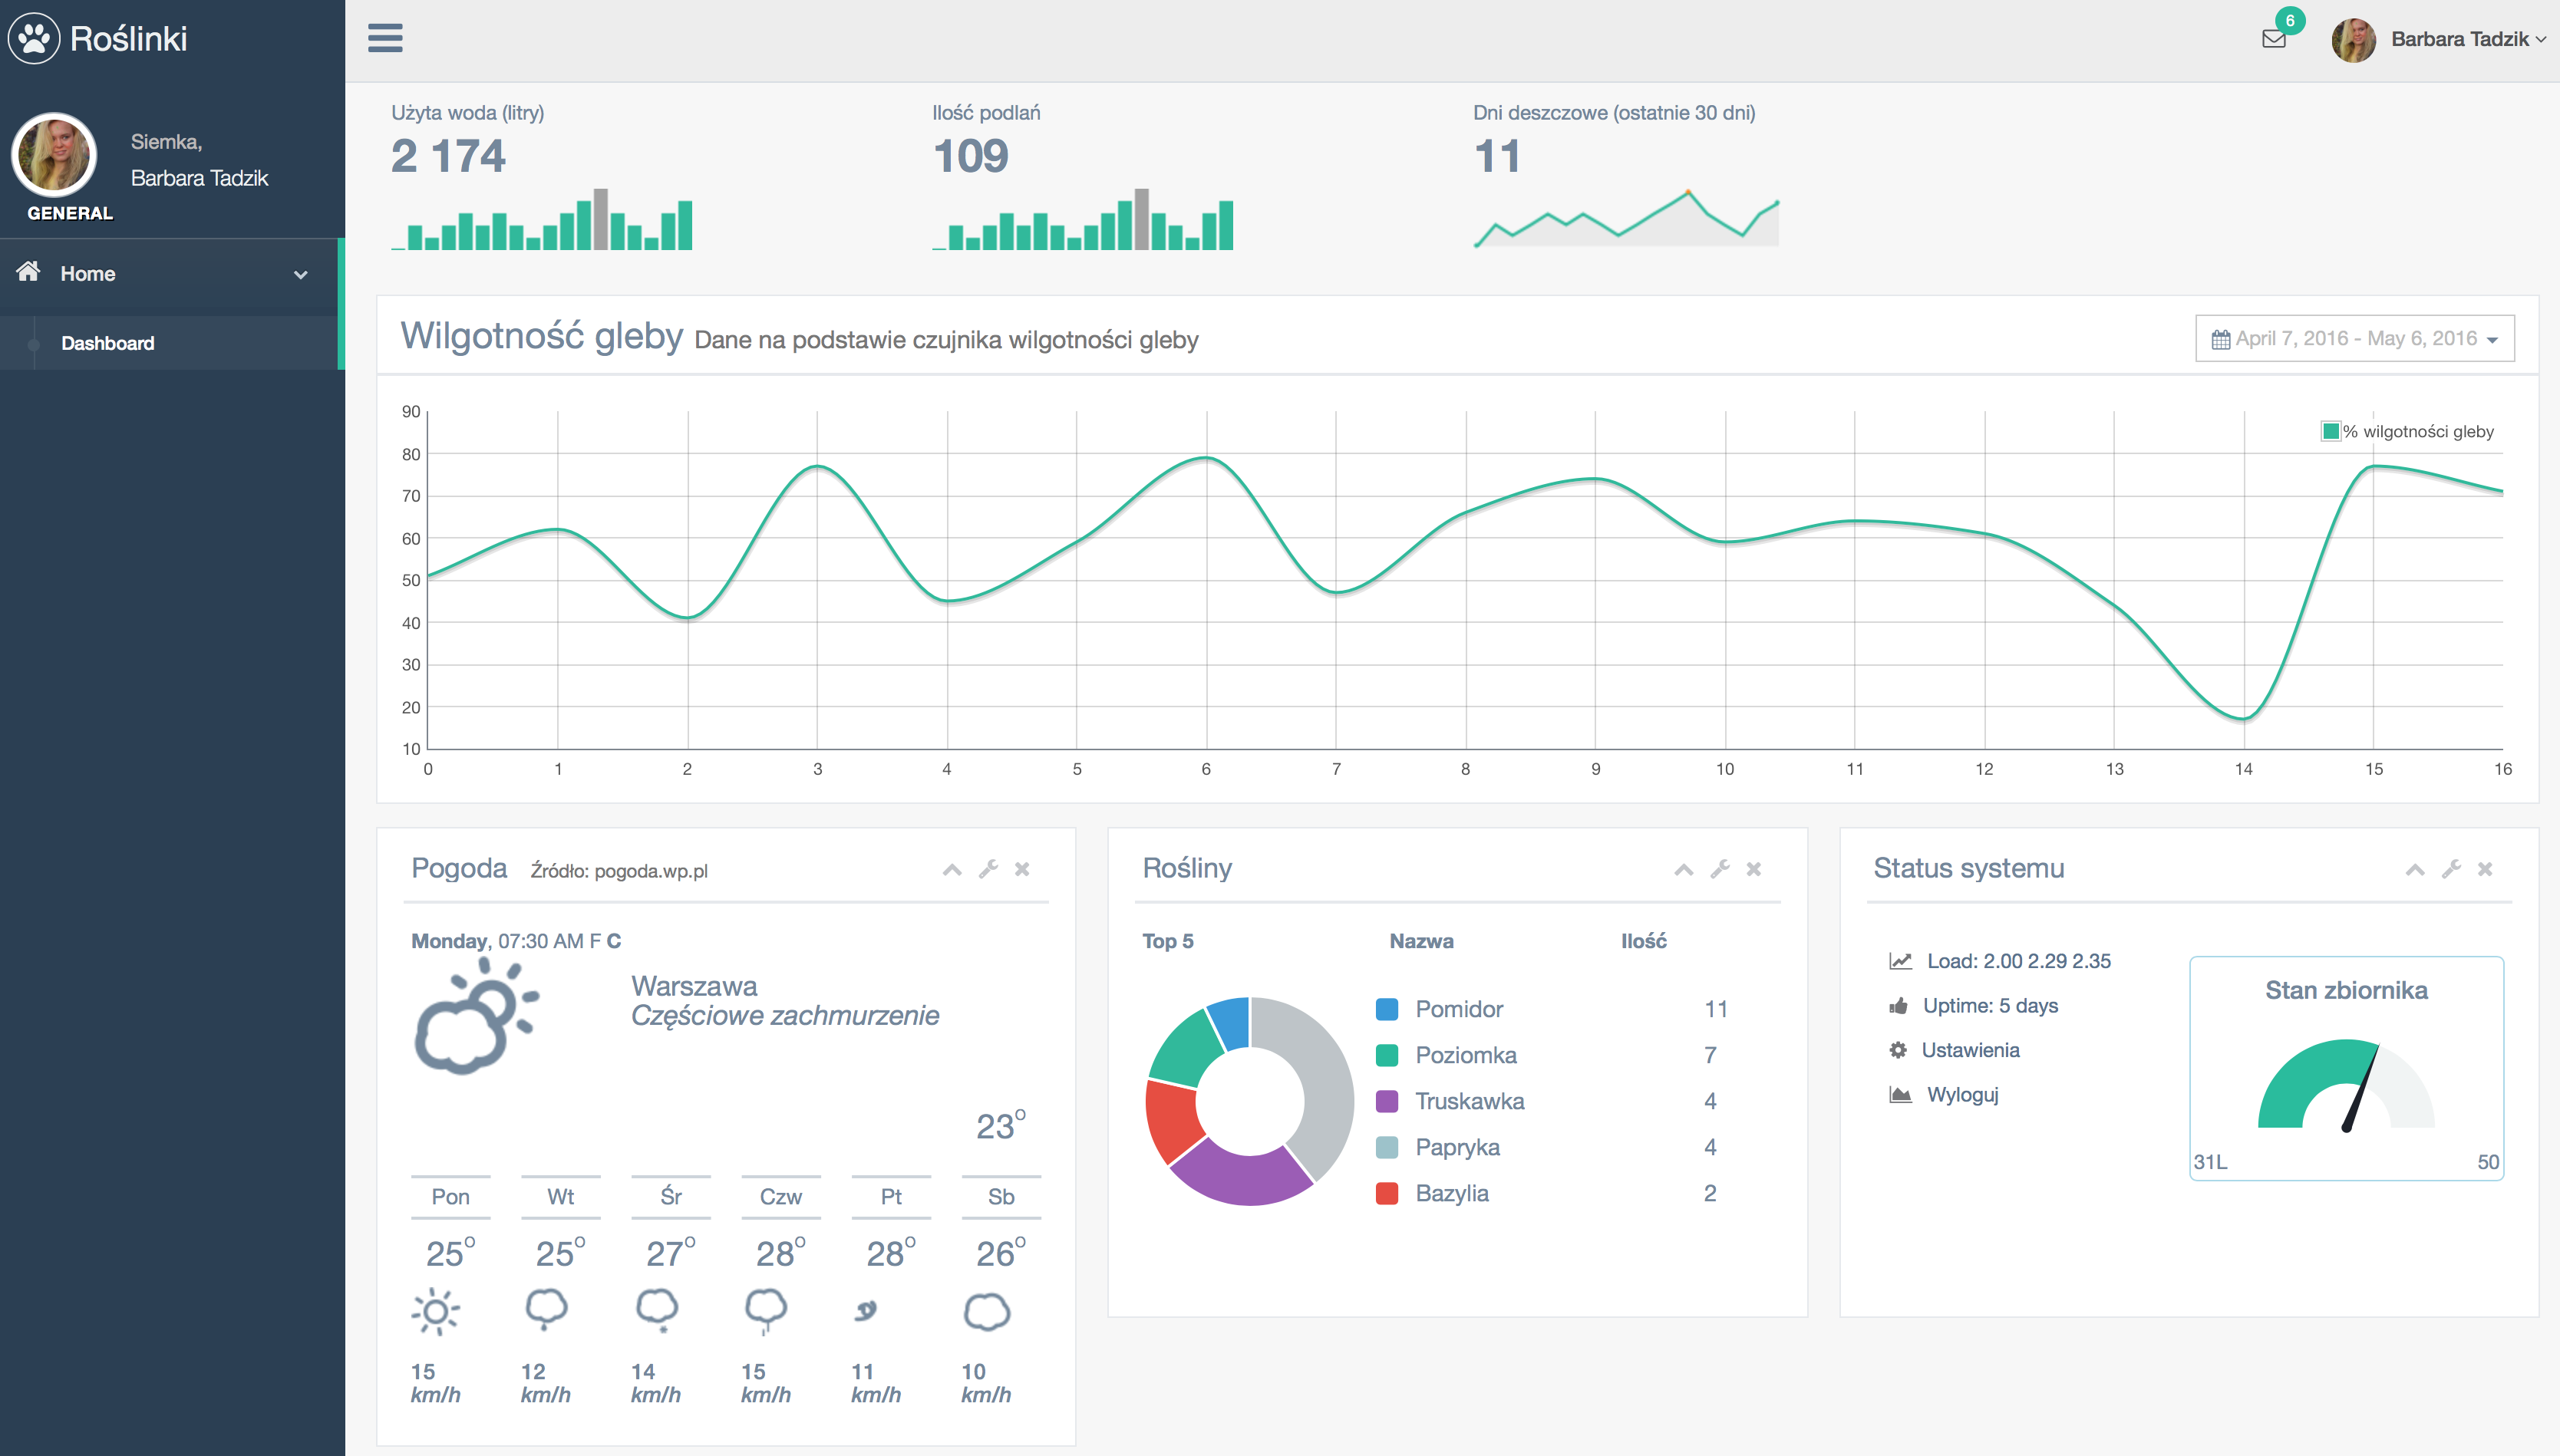 Roślinki
6
Barbara Tadzik
Siemka,
Barbara Tadzik
GENERAL
Home
Dashboard
Użyta woda (litry)
2 174
Ilość podlań
109
Dni deszczowe (ostatnie 30 dni)
11
Wilgotność gleby Dane na podstawie czujnika wilgotności gleby
April 7, 2016 - May 6, 2016
% wilgotności gleby
90
80
70
60
50
40
30
20
10
0 1 2 3 4 5 6 7 8 9 10 11 12 13 14 15 16
Pogoda Źródło: pogoda.wp.pl
Monday, 07:30 AM F C
Warszawa
Częściowe zachmurzenie
23°
Pon Wt Śr Czw Pt Sb
25° 25° 27° 28° 28° 26°
15 12 14 15 11 10
km/h km/h km/h km/h km/h km/h
Rośliny
Top 5 Nazwa Ilość
Pomidor 11
Poziomka 7
Truskawka 4
Papryka 4
Bazylia 2
Status systemu
Load: 2.00 2.29 2.35
Uptime: 5 days
Ustawienia
Wyloguj
Stan zbiornika
31L 50